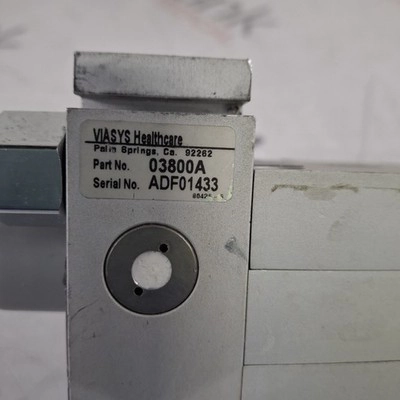 VIASYS Healthcare
Palm Springs, Ca. 92262
Part No. 03800A
Serial No. ADF01433